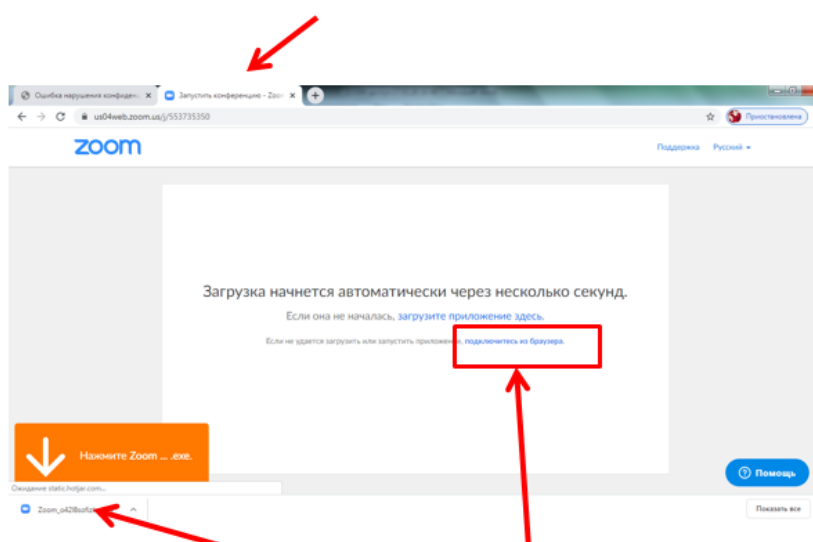 Ошибка нарушения конфиден
Запустить конференцию - Zoo
us04web.zoom.us/j/553735350
Приостановлена
zoom
Поддержка Русский
Загрузка начнется автоматически через несколько секунд.
Если она не началась, загрузите приложение здесь.
Если не удается загрузить или запустить приложение, подключитесь из браузера.
Нажмите Zoom ... .exe.
Помощь
Ожидание static.hotjar.com...
Показать все